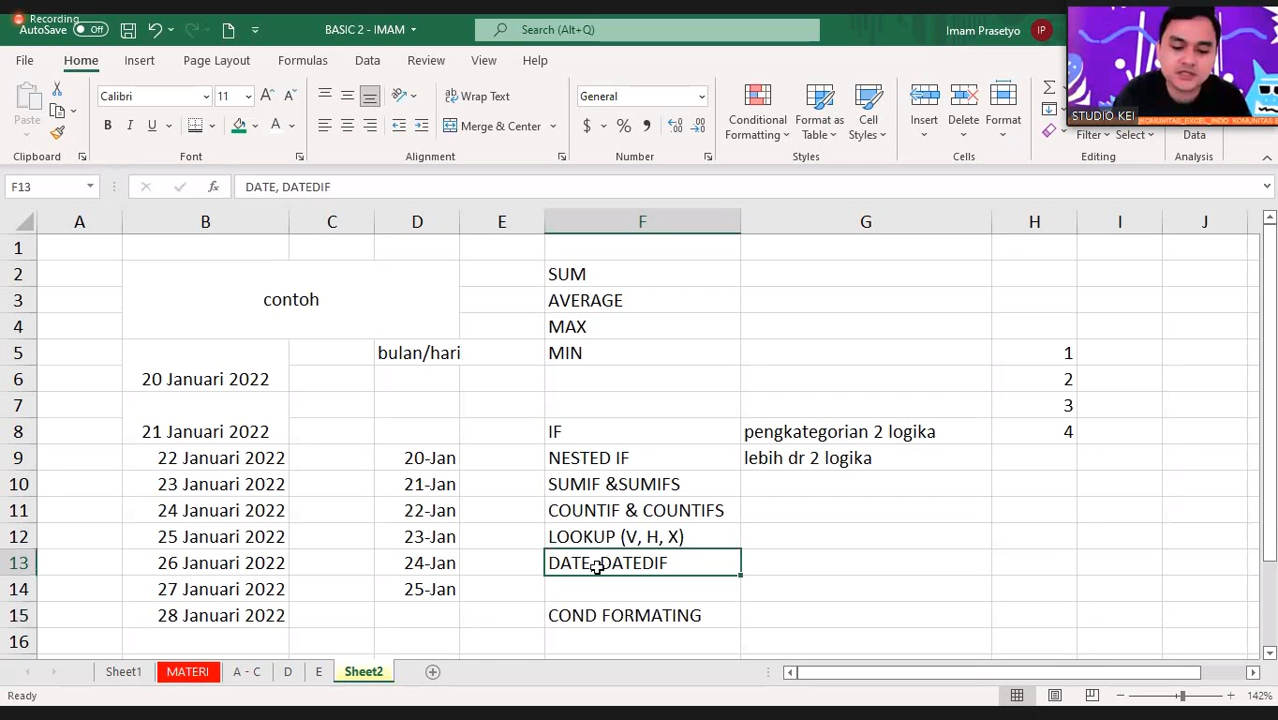 Recording
AutoSave Off
BASIC 2 - IMAM
Search (Alt+Q)
Imam Prasetyo IP
File Home Insert Page Layout Formulas Data Review View Help
Paste
Calibri 11
B I U
Wrap Text
Merge & Center
General
$ % 9
Conditional Formatting
Format as Table
Cell Styles
Insert Delete Format
Filter Select
Data
Clipboard Font Alignment Number Styles Cells Editing Analysis
STUDIO KEI
KOMUNITAS_EXCEL_INDO
F13 fx DATE, DATEDIF
A B C D E F G H I J
1
2 SUM
3 contoh AVERAGE
4 MAX
5 bulan/hari MIN 1
6 20 Januari 2022 2
7 3
8 21 Januari 2022 IF pengkategorian 2 logika 4
9 22 Januari 2022 20-Jan NESTED IF lebih dr 2 logika
10 23 Januari 2022 21-Jan SUMIF &SUMIFS
11 24 Januari 2022 22-Jan COUNTIF & COUNTIFS
12 25 Januari 2022 23-Jan LOOKUP (V, H, X)
13 26 Januari 2022 24-Jan DATE, DATEDIF
14 27 Januari 2022 25-Jan
15 28 Januari 2022 COND FORMATING
16
Sheet1 MATERI A - C D E Sheet2
Ready 142%